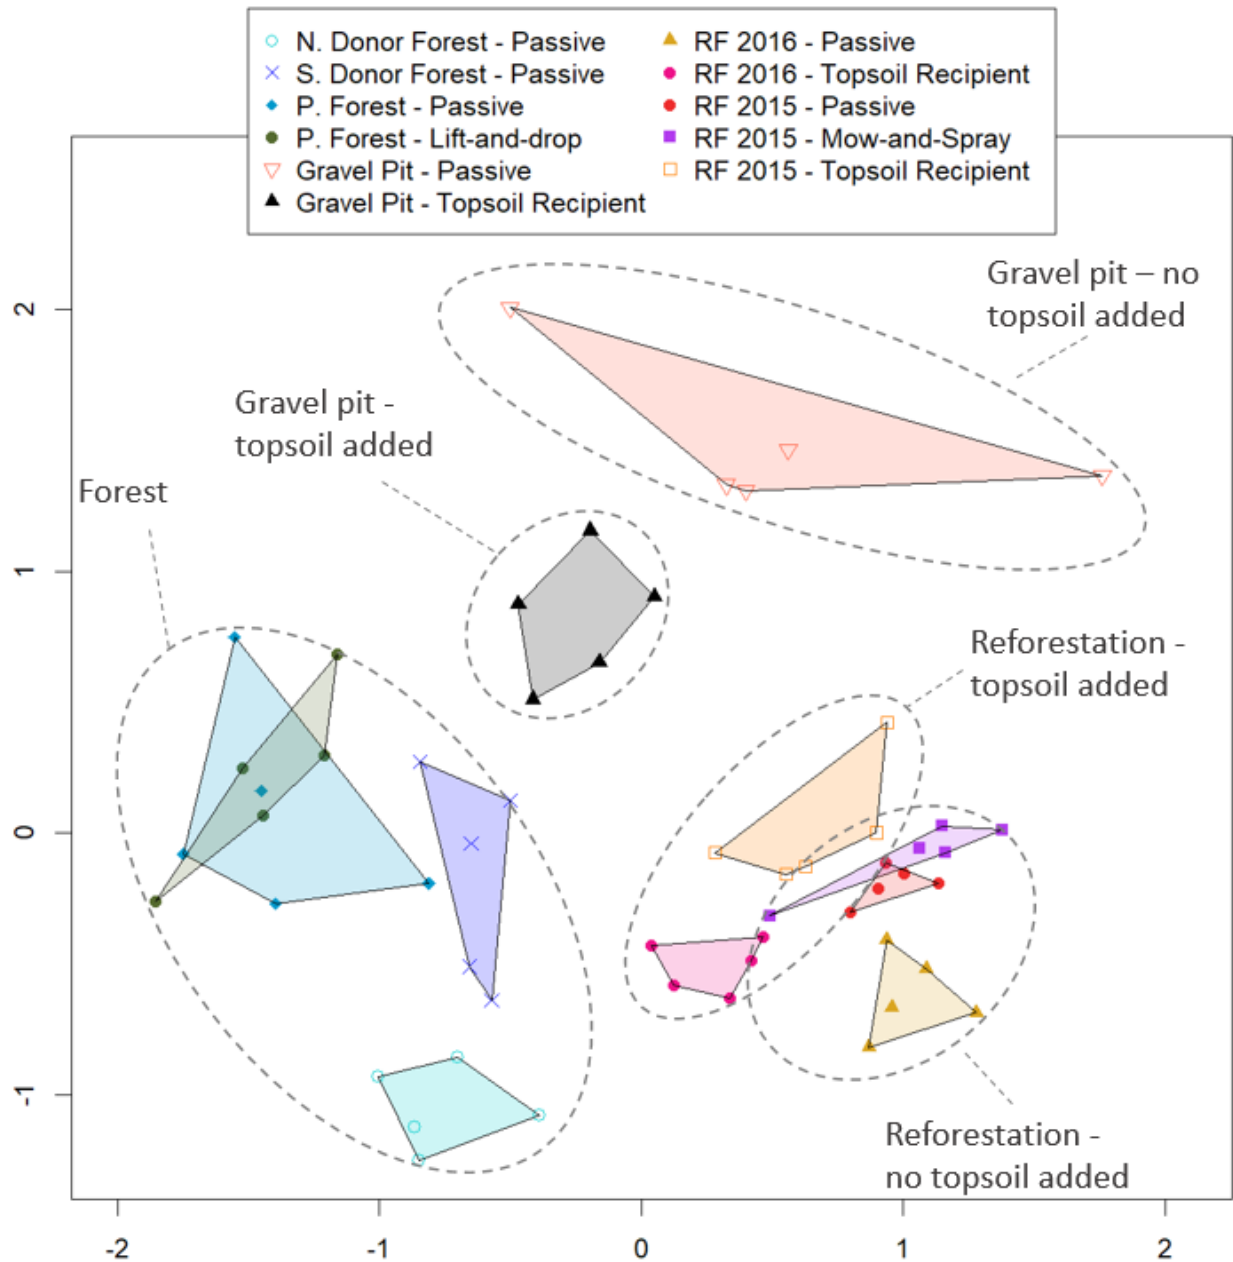 N. Donor Forest - Passive
S. Donor Forest - Passive
P. Forest - Passive
P. Forest - Lift-and-drop
Gravel Pit - Passive
Gravel Pit - Topsoil Recipient
RF 2016 - Passive
RF 2016 - Topsoil Recipient
RF 2015 - Passive
RF 2015 - Mow-and-Spray
RF 2015 - Topsoil Recipient
Gravel pit – no
topsoil added
Gravel pit -
topsoil added
Forest
Reforestation -
topsoil added
Reforestation -
no topsoil added
2
1
0
-1
-2
-1
0
1
2